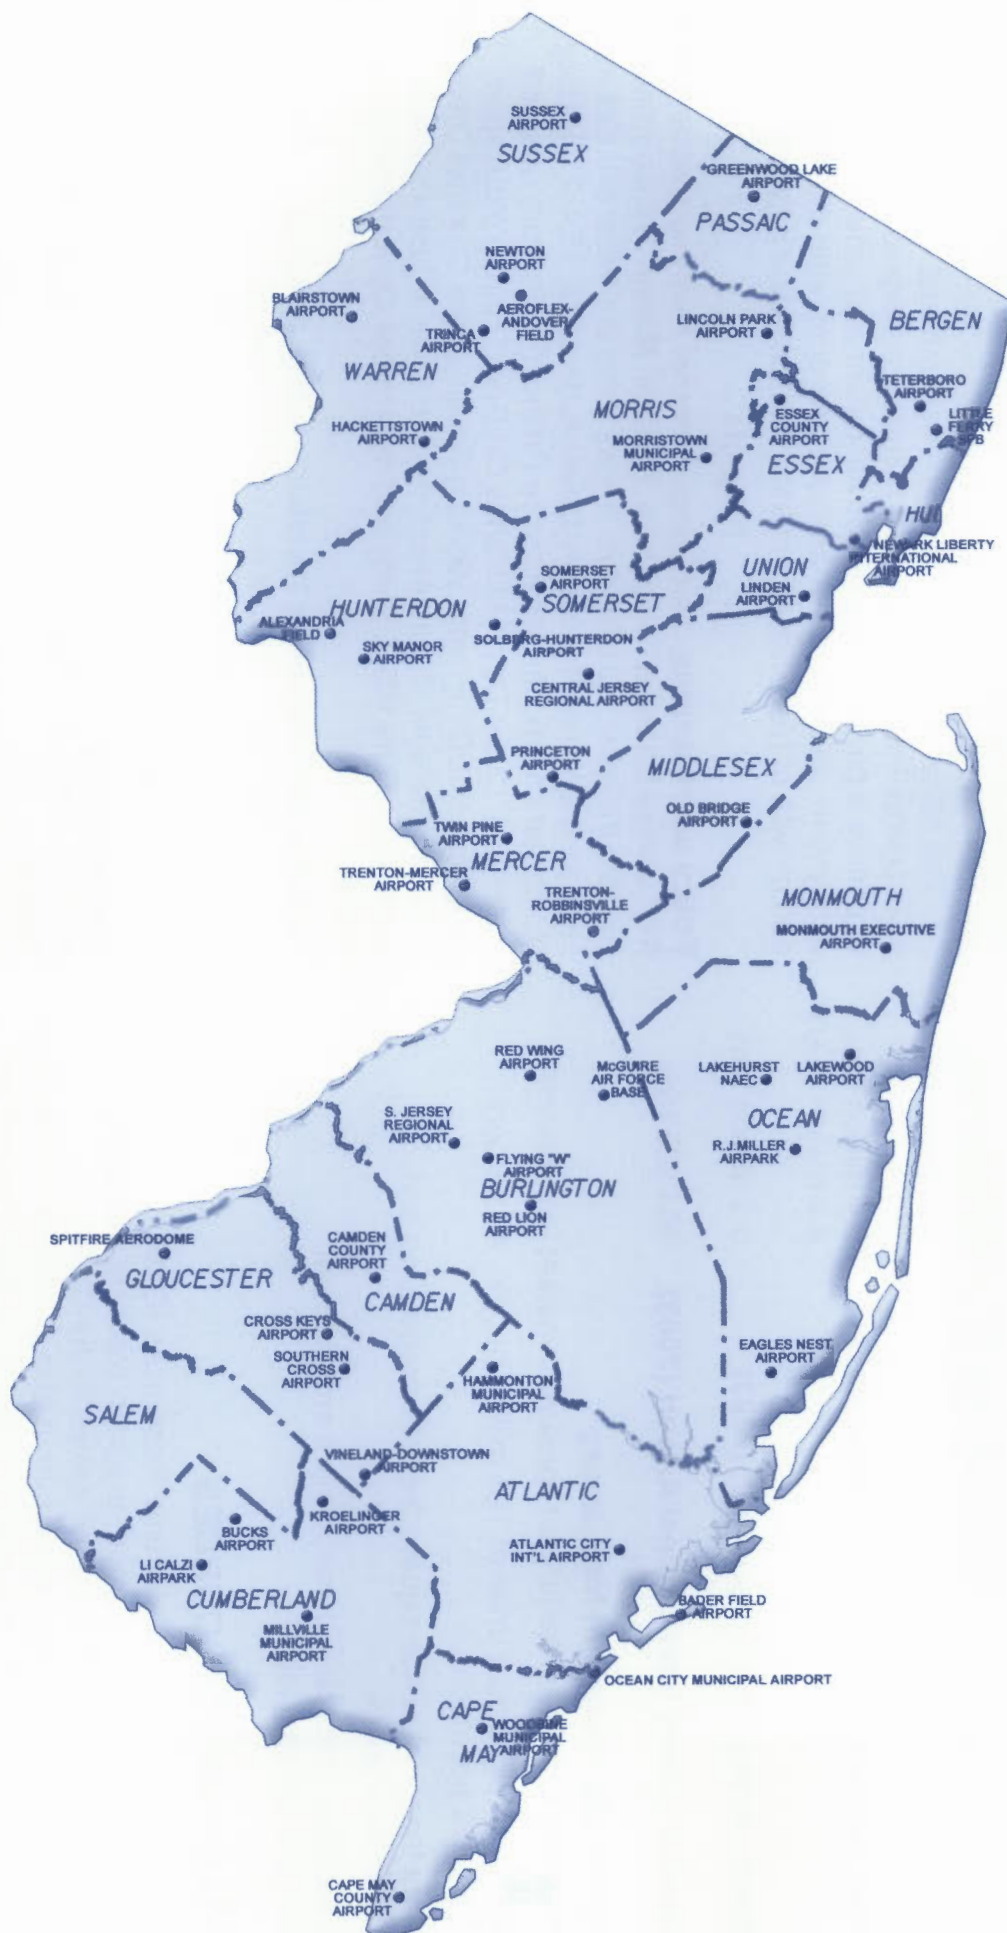 SUSSEX
AIRPORT
SUSSEX
*GREENWOOD LAKE
AIRPORT
PASSAIC
NEWTON
AIRPORT
BLAIRSTOWN
AIRPORT
AEROFLEX-
ANDOVER
FIELD
TRINCA
AIRPORT
LINCOLN PARK
AIRPORT
BERGEN
WARREN
TETERBORO
AIRPORT
MORRIS
ESSEX
COUNTY
AIRPORT
LITTLE
FERRY
SPB
HACKETTSTOWN
AIRPORT
MORRISTOWN
MUNICIPAL
AIRPORT
ESSEX
HUD
NEWARK LIBERTY
INTERNATIONAL
AIRPORT
UNION
SOMERSET
AIRPORT
LINDEN
AIRPORT
HUNTERDON
SOMERSET
ALEXANDRIA
FIELD
SKY MANOR
AIRPORT
SOLBERG-HUNTERDON
AIRPORT
CENTRAL JERSEY
REGIONAL AIRPORT
PRINCETON
AIRPORT
MIDDLESEX
OLD BRIDGE
AIRPORT
TWIN PINE
AIRPORT
MERCER
TRENTON-MERCER
AIRPORT
TRENTON-
ROBBINSVILLE
AIRPORT
MONMOUTH
MONMOUTH EXECUTIVE
AIRPORT
RED WING
AIRPORT
McGUIRE
AIR FORCE
BASE
LAKEHURST
NAEC
LAKEWOOD
AIRPORT
S. JERSEY
REGIONAL
AIRPORT
OCEAN
R.J.MILLER
AIRPARK
FLYING "W"
AIRPORT
BURLINGTON
RED LION
AIRPORT
SPITFIRE AERODOME
CAMDEN
COUNTY
AIRPORT
GLOUCESTER
CAMDEN
CROSS KEYS
AIRPORT
SOUTHERN
CROSS
AIRPORT
HAMMONTON
MUNICIPAL
AIRPORT
EAGLES NEST
AIRPORT
SALEM
VINELAND-DOWNSTOWN
AIRPORT
ATLANTIC
KROELINGER
AIRPORT
BUCKS
AIRPORT
ATLANTIC CITY
INT'L AIRPORT
LI CALZI
AIRPARK
CUMBERLAND
BADER FIELD
AIRPORT
MILLVILLE
MUNICIPAL
AIRPORT
OCEAN CITY MUNICIPAL AIRPORT
CAPE
MAY
WOODBINE
MUNICIPAL
AIRPORT
CAPE MAY
COUNTY
AIRPORT